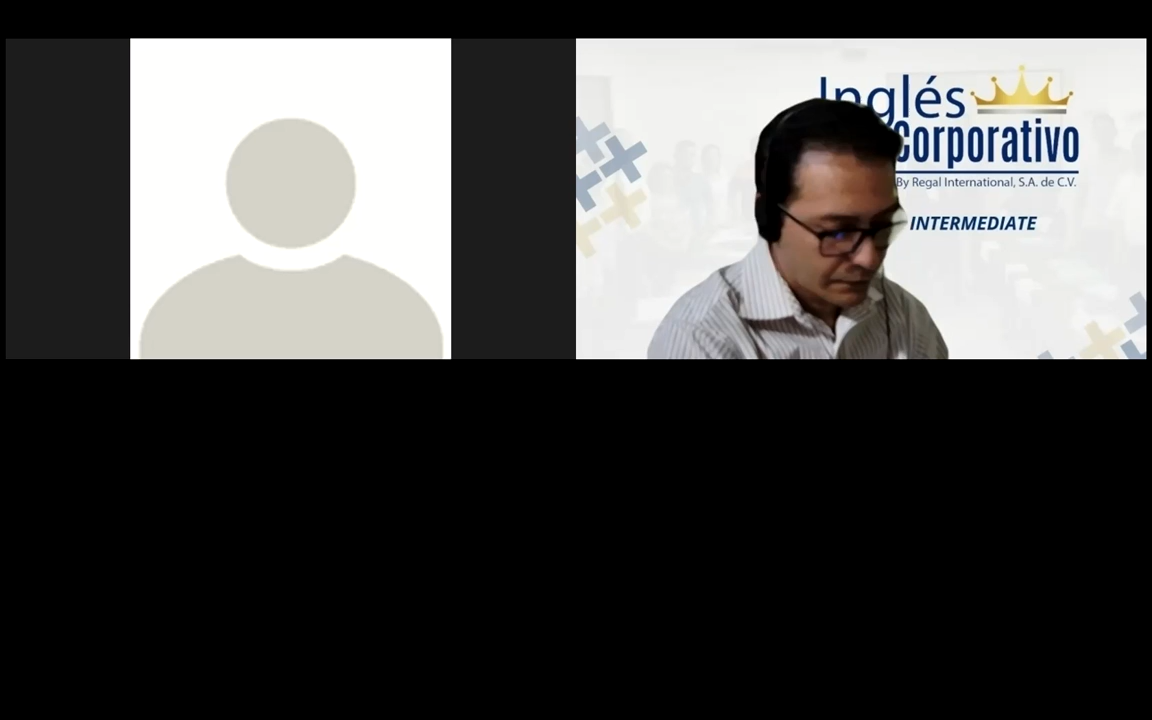 Inglés
Corporativo
By Regal International, S.A. de C.V.
INTERMEDIATE